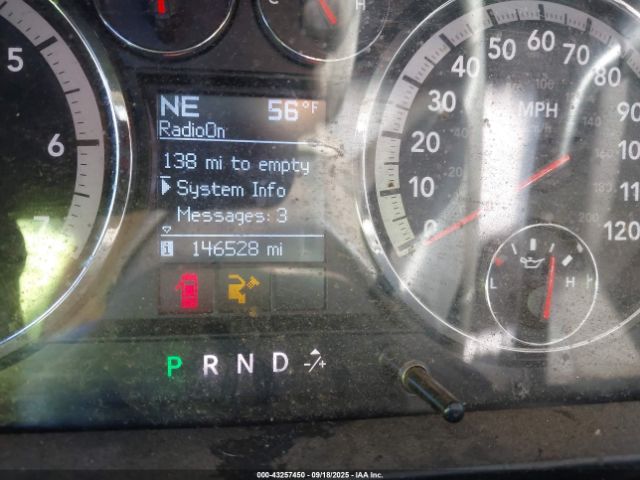 C H
5
6
7
NE 56°F
RadioOn
138 mi to empty
System Info
Messages: 3
146528 mi
P R N D -/+
0 10 20 30 40 50 60 70 80 90 120
MPH
L H
000-43257450 - 09/18/2025 - IAA Inc.